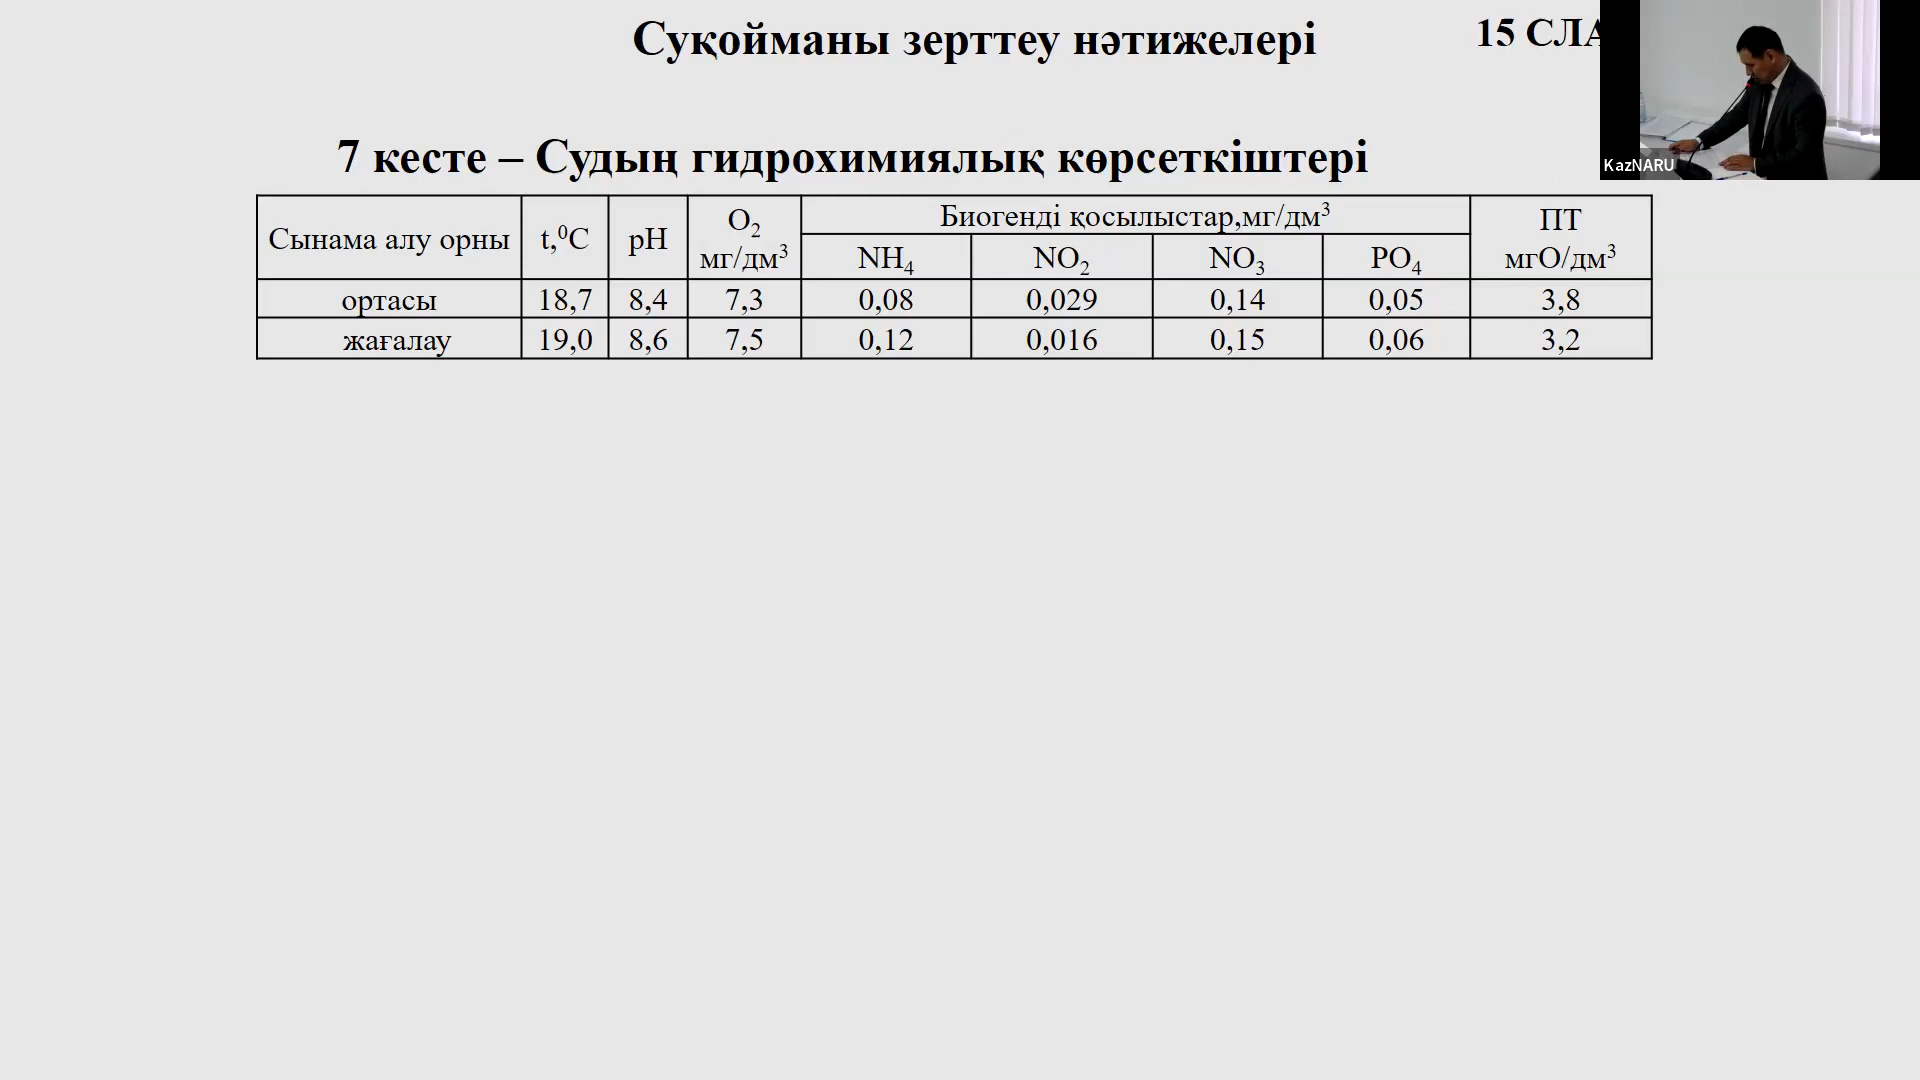 Суқойманы зерттеу нәтижелері
15 СЛА
KazNARU
7 кесте – Судың гидрохимиялық көрсеткіштері
Сынама алу орны t,⁰C pH O₂ мг/дм³ Биогенді қосылыстар,мг/дм³ ПТ мгО/дм³
NH₄ NO₂ NO₃ PO₄
ортасы 18,7 8,4 7,3 0,08 0,029 0,14 0,05 3,8
жағалау 19,0 8,6 7,5 0,12 0,016 0,15 0,06 3,2